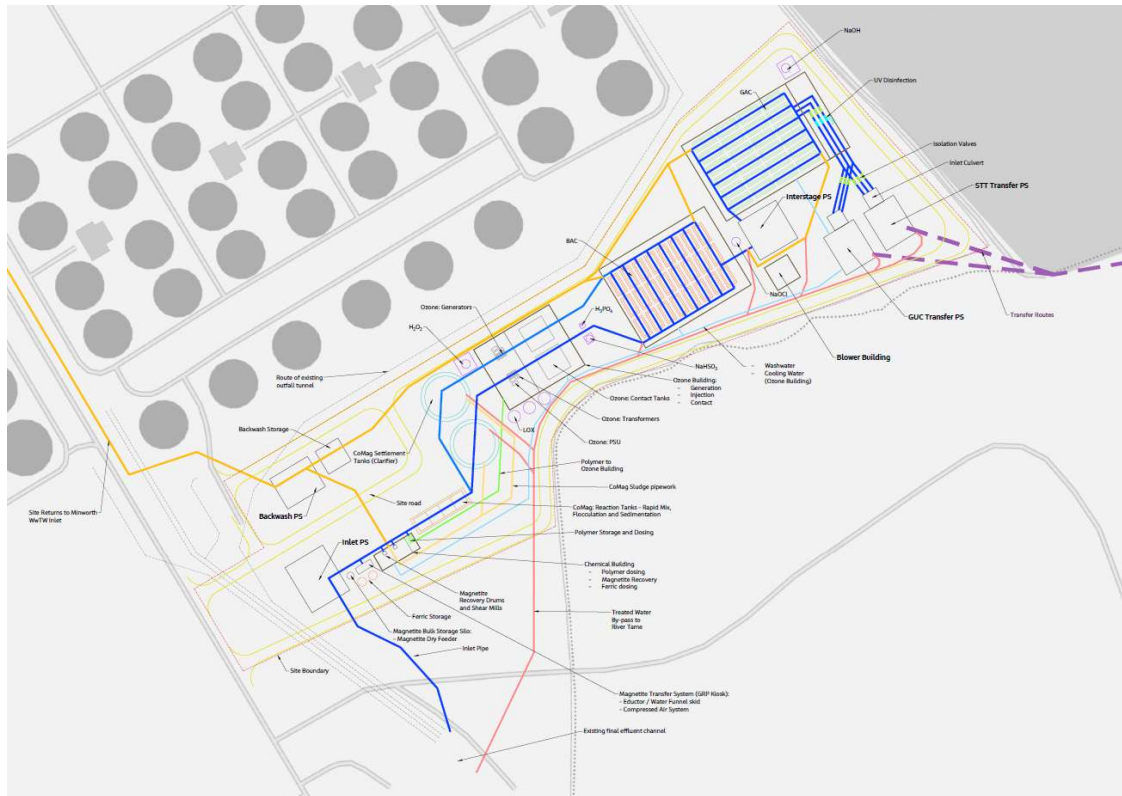 NaOH
GAC
UV Disinfection
Isolation Valves
Inlet Culvert
STT Transfer PS
Interstage PS
BAC
Ozone: Generators
H₃PO₄
H₂O₂
NaOCl
Transfer Routes
GUC Transfer PS
Blower Building
Route of existing
outfall tunnel
NaHSO₃
- Washwater
- Cooling Water
(Ozone Building)
Ozone Building:
- Generation
- Injection
- Contact
Ozone: Contact Tanks
Ozone: Transformers
LOX
Ozone: PSU
Backwash Storage
CoMag Settlement
Tanks (Clarifier)
Polymer to
Ozone Building
CoMag Sludge pipework
Site Returns to Minworth
WwTW Inlet
Backwash PS
Site road
CoMag: Reaction Tanks - Rapid Mix,
Flocculation and Sedimentation
Inlet PS
Polymer Storage and Dosing
Chemical Building
- Polymer dosing
- Magnetite Recovery
- Ferric dosing
Magnetite
Recovery Drums
and Shear Mills
Ferric Storage
Treated Water
By-pass to
River Tame
Magnetite Bulk Storage Silo:
- Magnetite Dry Feeder
Inlet Pipe
Site Boundary
Magnetite Transfer System (GRP Kiosk):
- Eductor / Water Funnel skid
- Compressed Air System
Existing final effluent channel